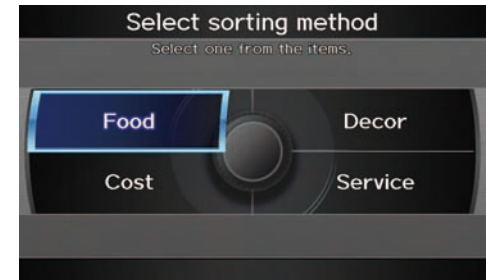 Select sorting method
Select one from the items.
Food
Decor
Cost
Service